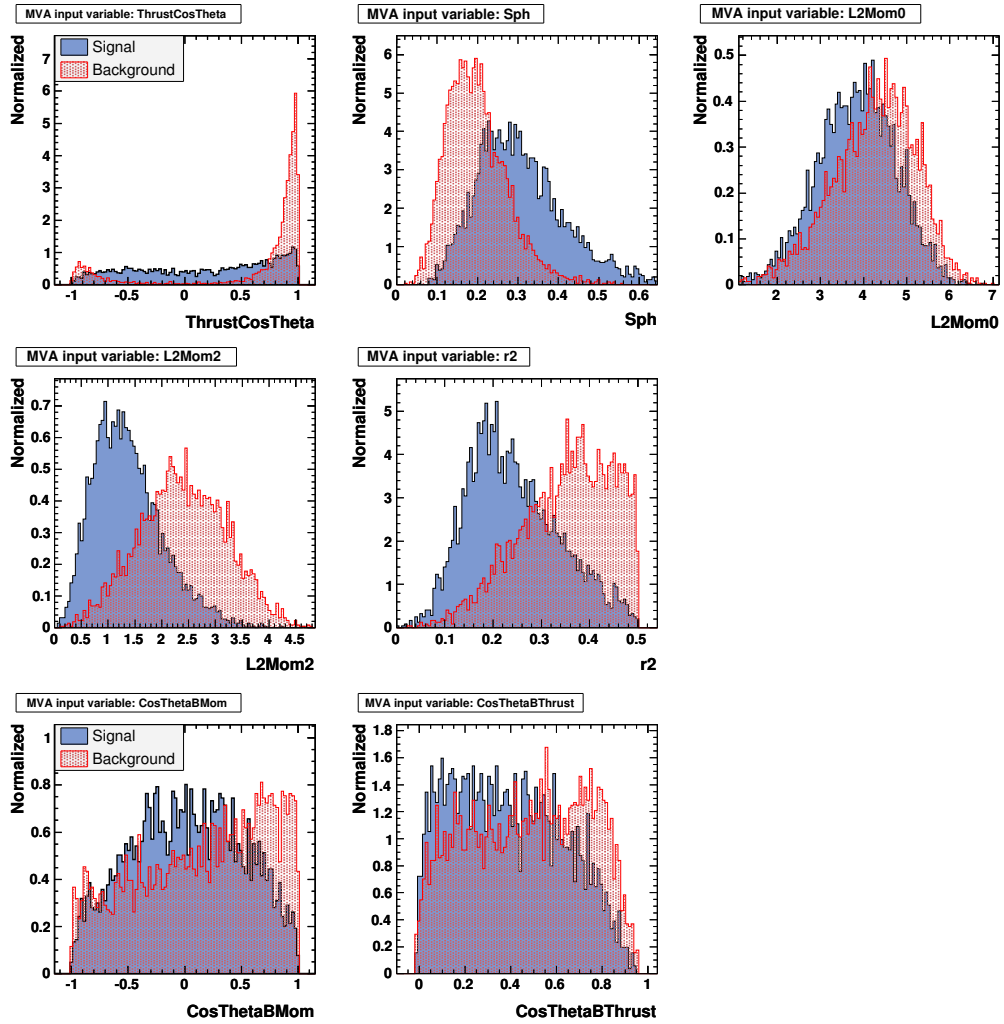 MVA input variable: ThrustCosTheta
Normalized
Signal
Background
7
6
5
4
3
2
1
0
-1 -0.5 0 0.5 1
ThrustCosTheta
MVA input variable: Sph
Normalized
6
5
4
3
2
1
0
0 0.1 0.2 0.3 0.4 0.5 0.6
Sph
MVA input variable: L2Mom0
Normalized
0.5
0.4
0.3
0.2
0.1
0
2 3 4 5 6 7
L2Mom0
MVA input variable: L2Mom2
Normalized
0.7
0.6
0.5
0.4
0.3
0.2
0.1
0
0 0.5 1 1.5 2 2.5 3 3.5 4 4.5
L2Mom2
MVA input variable: r2
Normalized
5
4
3
2
1
0
0 0.1 0.2 0.3 0.4 0.5
r2
MVA input variable: CosThetaBMom
Normalized
Signal
Background
1
0.8
0.6
0.4
0.2
0
-1 -0.5 0 0.5 1
CosThetaBMom
MVA input variable: CosThetaBThrust
Normalized
1.8
1.6
1.4
1.2
1
0.8
0.6
0.4
0.2
0
0 0.2 0.4 0.6 0.8 1
CosThetaBThrust